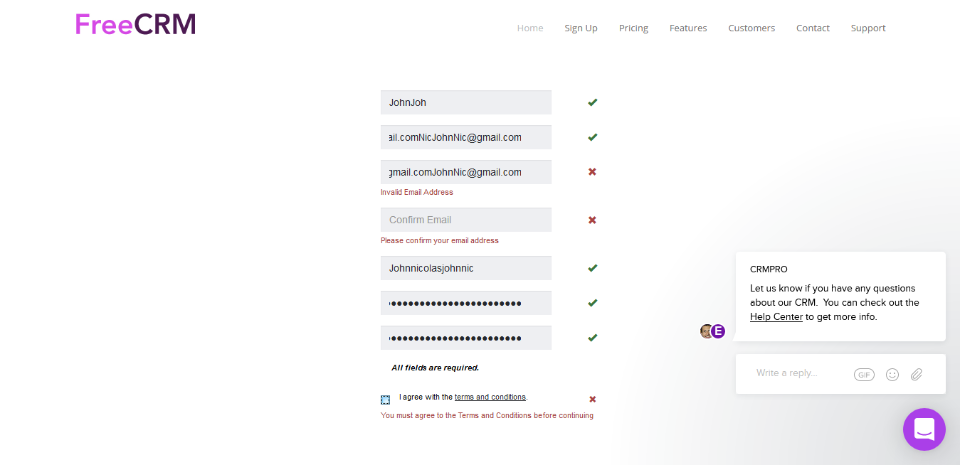 FreeCRM
Home Sign Up Pricing Features Customers Contact Support
JohnJoh
ail.comNicJohnNic@gmail.com
gmail.comJohnNic@gmail.com
Invalid Email Address
Confirm Email
Please confirm your email address
Johnnicolasjohnnic
All fields are required.
I agree with the terms and conditions.
You must agree to the Terms and Conditions before continuing
CRMPRO
Let us know if you have any questions
about our CRM. You can check out the
Help Center to get more info.
E
Write a reply...
GIF